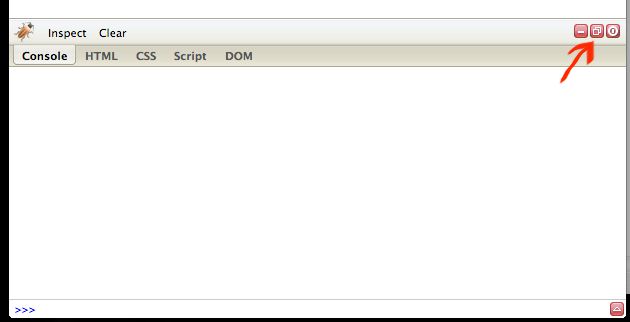 Inspect Clear
Console HTML CSS Script DOM
>>>